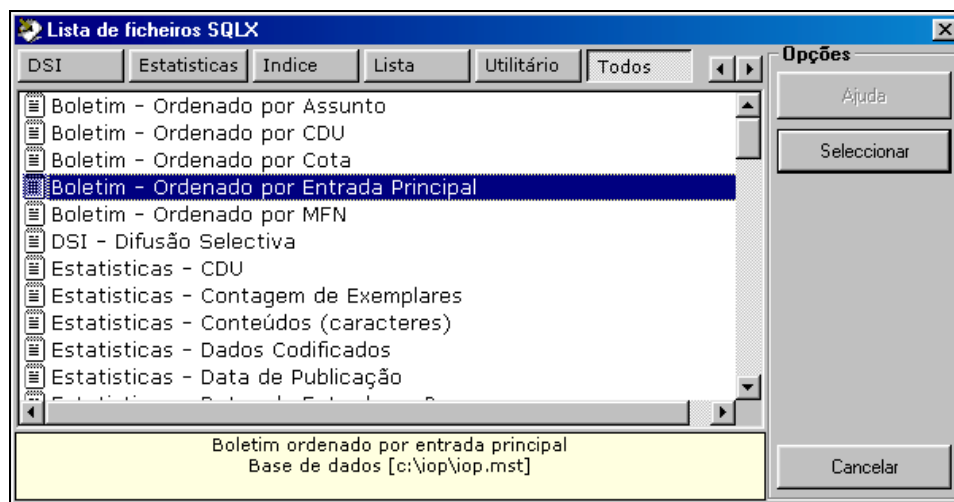 Lista de ficheiros SQLX
DSI Estatisticas Indice Lista Utilitário Todos
Opções
Ajuda
Seleccionar
Boletim - Ordenado por Assunto
Boletim - Ordenado por CDU
Boletim - Ordenado por Cota
Boletim - Ordenado por Entrada Principal
Boletim - Ordenado por MFN
DSI - Difusão Selectiva
Estatisticas - CDU
Estatisticas - Contagem de Exemplares
Estatisticas - Conteúdos (caracteres)
Estatisticas - Dados Codificados
Estatisticas - Data de Publicação
Boletim ordenado por entrada principal
Base de dados [c:\iop\iop.mst]
Cancelar